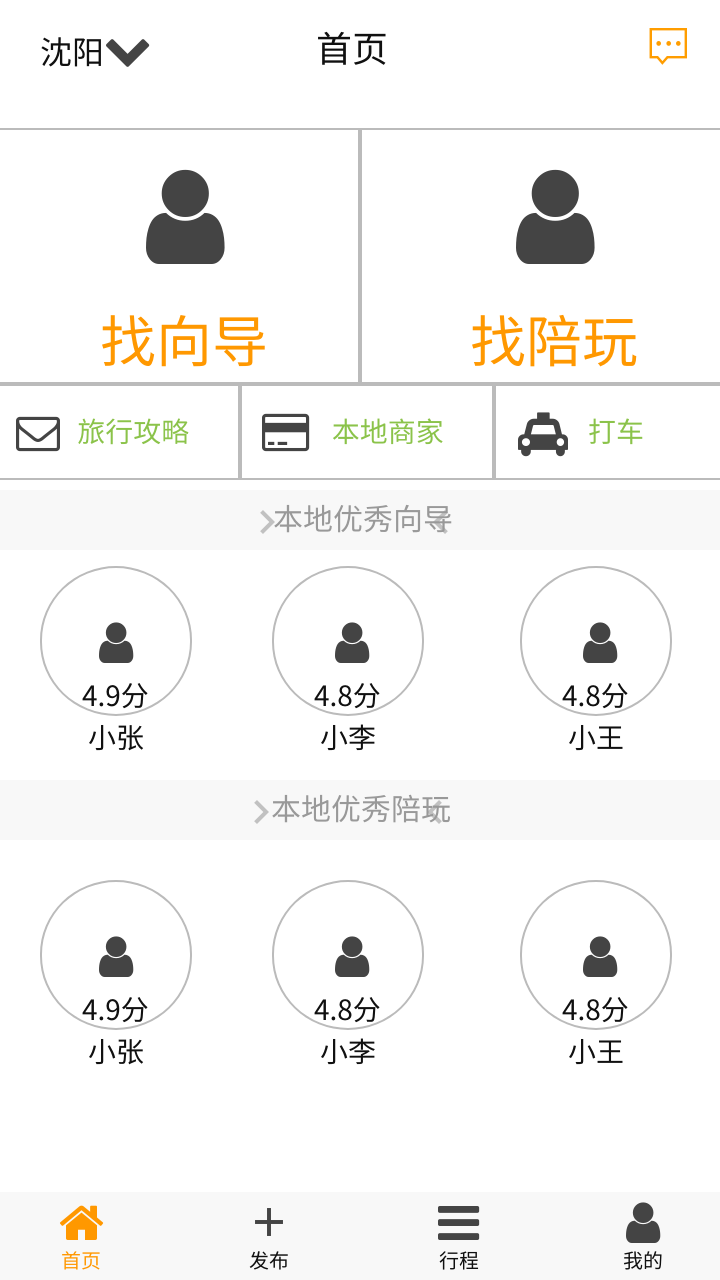 沈阳 首页
找向导 找陪玩
旅行攻略 本地商家 打车
本地优秀向导
4.9分 4.8分 4.8分
小张 小李 小王
本地优秀陪玩
4.9分 4.8分 4.8分
小张 小李 小王
首页 发布 行程 我的